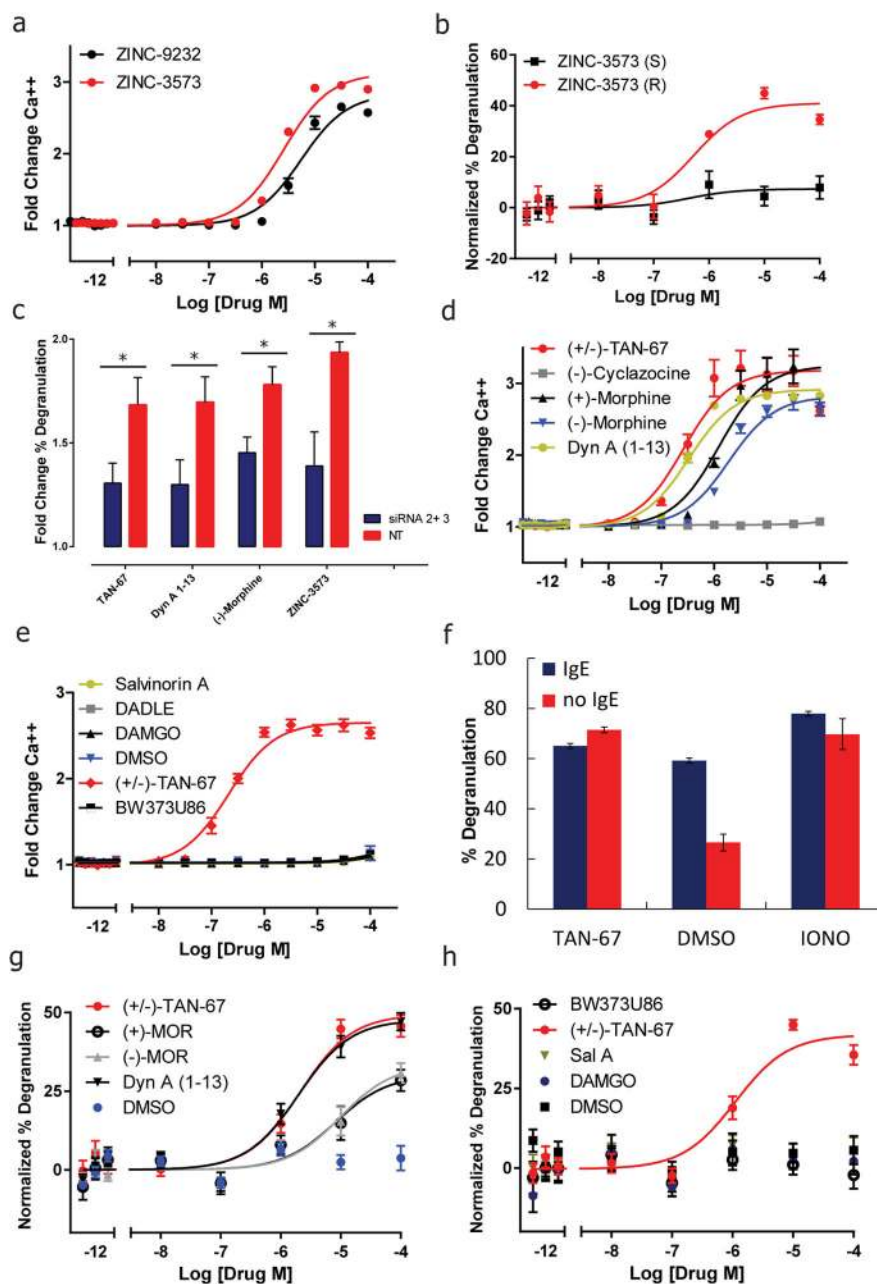 a
ZINC-9232
ZINC-3573
Fold Change Ca++
3
2
1
-12 -8 -7 -6 -5 -4
Log [Drug M]
b
ZINC-3573 (S)
ZINC-3573 (R)
Normalized % Degranulation
60
40
20
0
-20
-12 -8 -7 -6 -5 -4
Log [Drug M]
c
Fold Change % Degranulation
2.0
1.5
1.0
* * * *
siRNA 2+ 3
NT
TAN-67
Dyn A 1-13
(-)-Morphine
ZINC-3573
d
(+/-)-TAN-67
(-)-Cyclazocine
(+)-Morphine
(-)-Morphine
Dyn A (1-13)
Fold Change Ca++
3
2
1
-12 -8 -7 -6 -5 -4
Log [Drug M]
e
Salvinorin A
DADLE
DAMGO
DMSO
(+/-)-TAN-67
BW373U86
Fold Change Ca++
3
2
1
-12 -8 -7 -6 -5 -4
Log [Drug M]
f
IgE
no IgE
% Degranulation
100
80
60
40
20
0
TAN-67 DMSO IONO
g
(+/-)-TAN-67
(+)-MOR
(-)-MOR
Dyn A (1-13)
DMSO
Normalized % Degranulation
50
25
0
-12 -8 -7 -6 -5 -4
Log [Drug M]
h
BW373U86
(+/-)-TAN-67
Sal A
DAMGO
DMSO
Normalized % Degranulation
50
25
0
-12 -8 -7 -6 -5 -4
Log [Drug M]